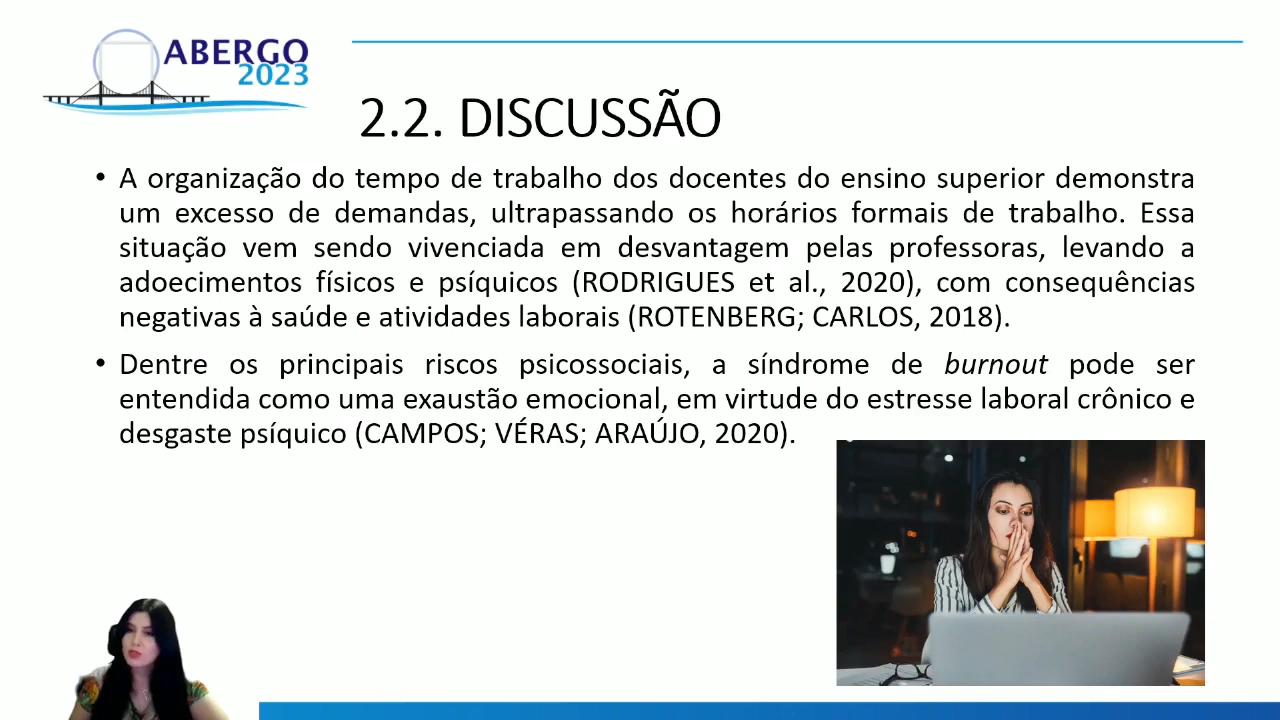 ABERGO
2023
2.2. DISCUSSÃO
• A organização do tempo de trabalho dos docentes do ensino superior demonstra
um excesso de demandas, ultrapassando os horários formais de trabalho. Essa
situação vem sendo vivenciada em desvantagem pelas professoras, levando a
adoecimentos físicos e psíquicos (RODRIGUES et al., 2020), com consequências
negativas à saúde e atividades laborais (ROTENBERG; CARLOS, 2018).
• Dentre os principais riscos psicossociais, a síndrome de burnout pode ser
entendida como uma exaustão emocional, em virtude do estresse laboral crônico e
desgaste psíquico (CAMPOS; VÉRAS; ARAÚJO, 2020).